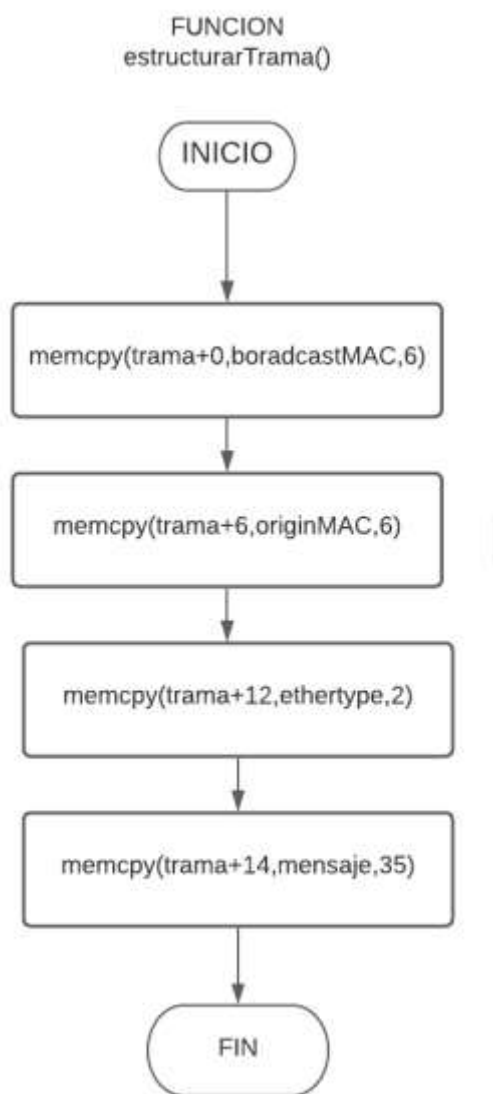 FUNCION
estructurarTrama()
INICIO
memcpy(trama+0,boradcastMAC,6)
memcpy(trama+6,originMAC,6)
memcpy(trama+12,ethertype,2)
memcpy(trama+14,mensaje,35)
FIN